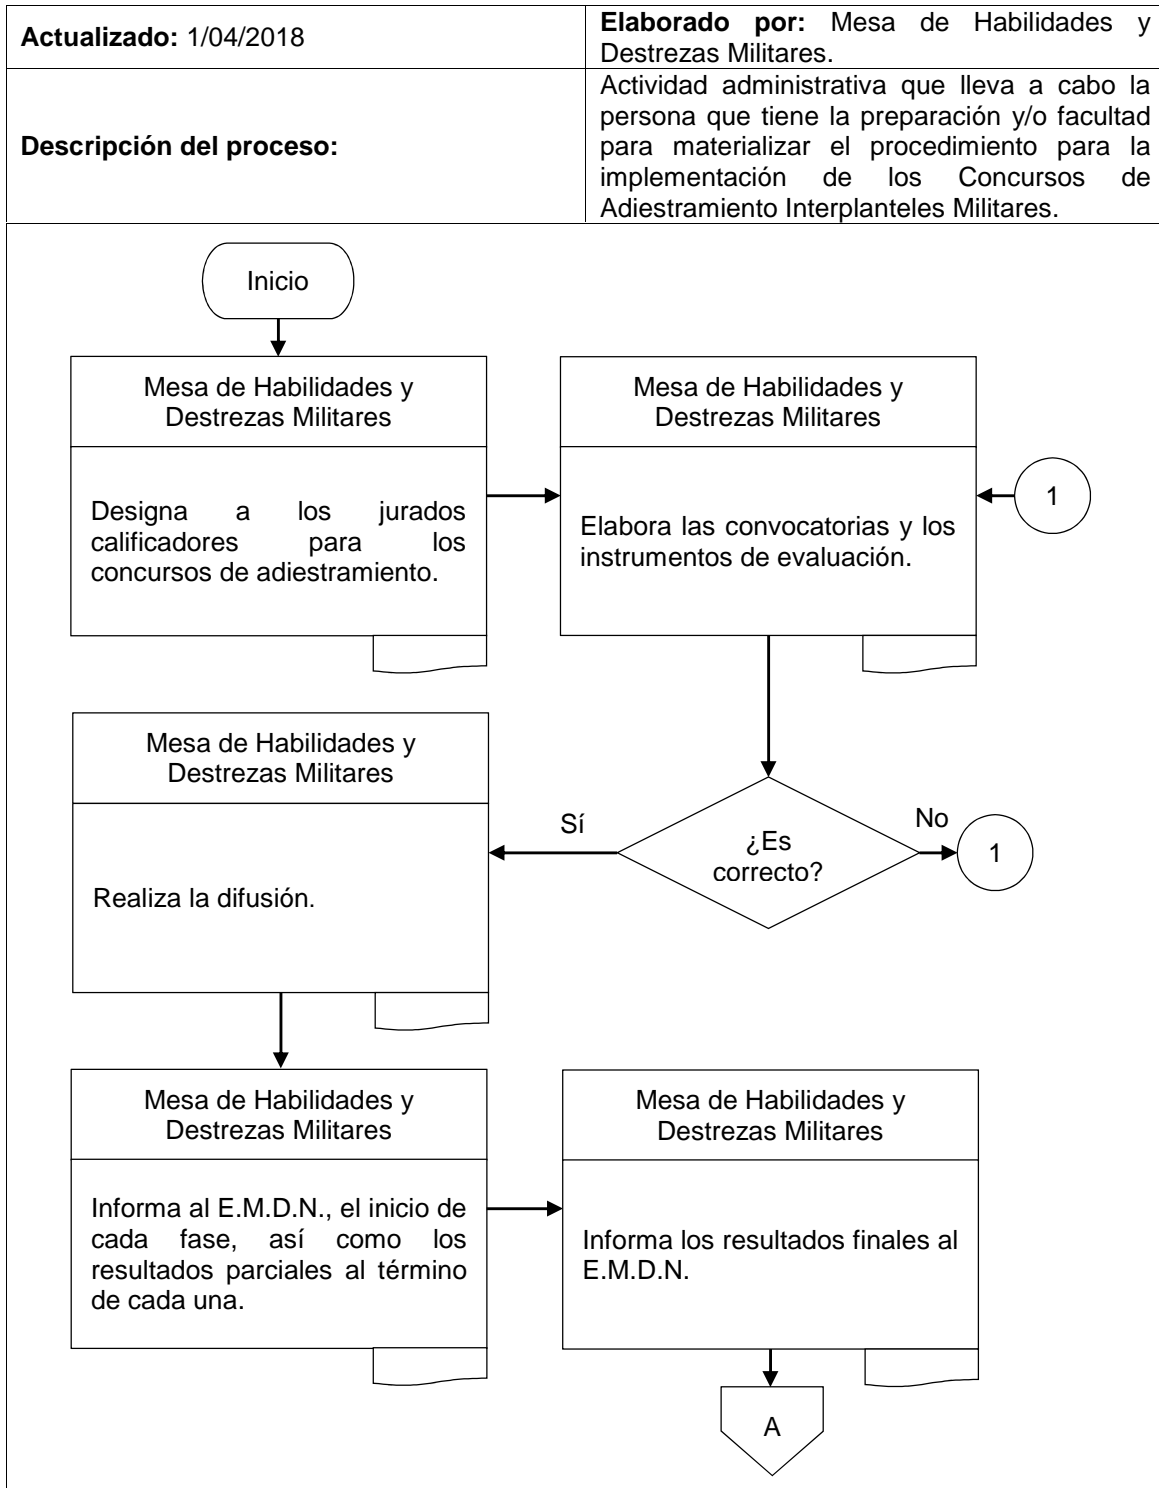 Actualizado: 1/04/2018
Elaborado por: Mesa de Habilidades y
Destrezas Militares.
Descripción del proceso:
Actividad administrativa que lleva a cabo la
persona que tiene la preparación y/o facultad
para materializar el procedimiento para la
implementación de los Concursos de
Adiestramiento Interplanteles Militares.
Inicio
Mesa de Habilidades y
Destrezas Militares
Designa a los jurados
calificadores para los
concursos de adiestramiento.
Mesa de Habilidades y
Destrezas Militares
Elabora las convocatorias y los
instrumentos de evaluación.
1
¿Es
correcto?
Sí
No
1
Mesa de Habilidades y
Destrezas Militares
Realiza la difusión.
Mesa de Habilidades y
Destrezas Militares
Informa al E.M.D.N., el inicio de
cada fase, así como los
resultados parciales al término
de cada una.
Mesa de Habilidades y
Destrezas Militares
Informa los resultados finales al
E.M.D.N.
A